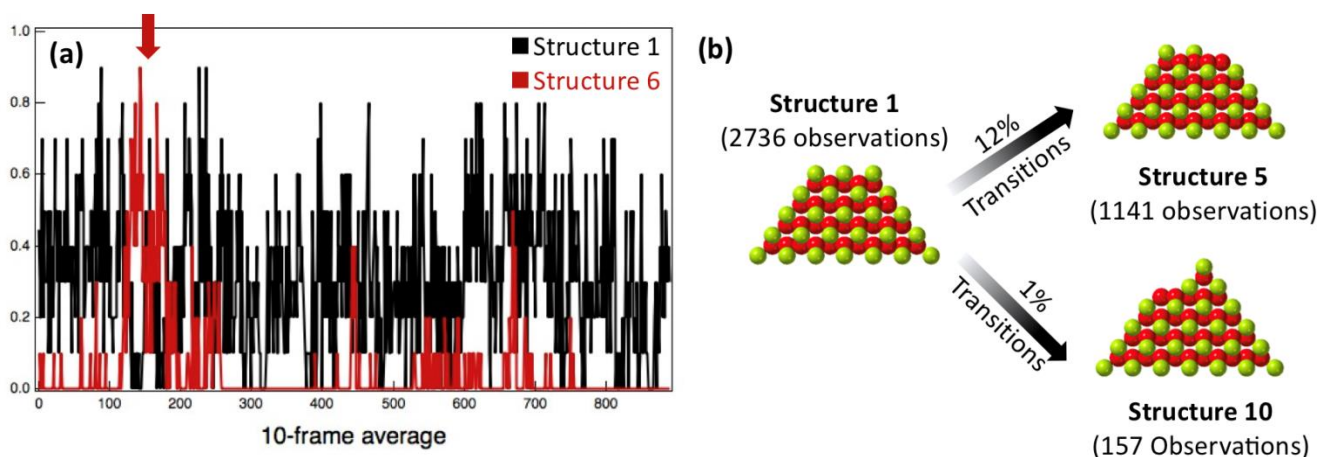 (a)
Structure 1
Structure 6
1.0
0.8
0.6
0.4
0.2
0.0
0 100 200 300 400 500 600 700 800
10-frame average
(b)
Structure 1
(2736 observations)
12%
Transitions
Structure 5
(1141 observations)
1%
Transitions
Structure 10
(157 Observations)